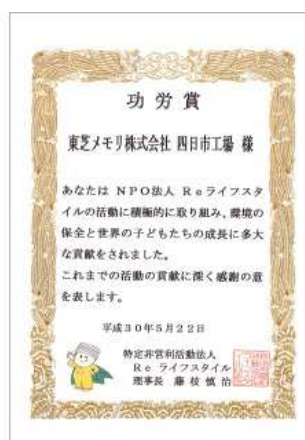 功労賞
東芝メモリ株式会社 四日市工場 様
あなたは NPO法人 Reライフスタ
イルの活動に積極的に取り組み、環境の
保全と世界の子どもたちの成長に多大
な貢献をされました。
これまでの活動の貢献に深く感謝の意
を表します。
平成30年5月22日
特定非営利活動法人
Re ライフスタイル
理事長 藤枝慎治